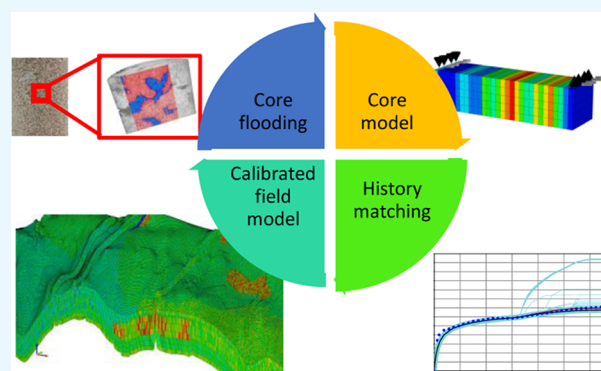 Core
flooding
Core
model
Calibrated
field
model
History
matching